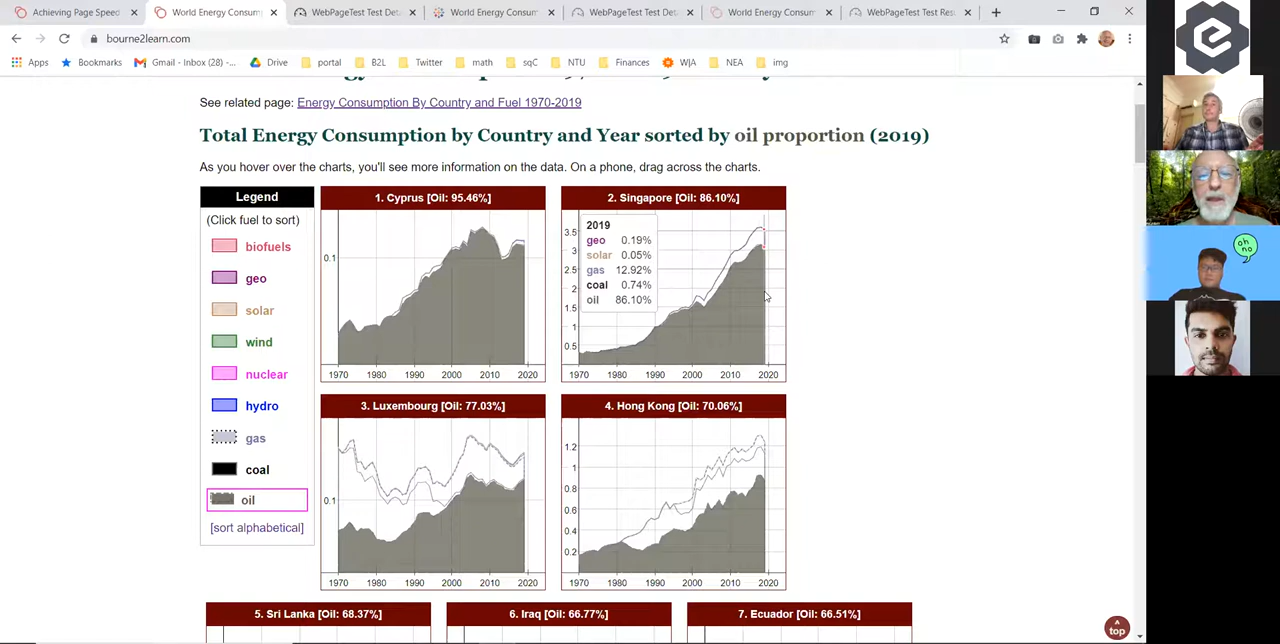 Achieving Page Speed
World Energy Consum
WebPageTest Test Det
World Energy Consum
WebPageTest Test Det
World Energy Consum
WebPageTest Test Res
bourne2learn.com
Apps
Bookmarks
Gmail - Inbox (28) -...
Drive
portal
B2L
Twitter
math
sqC
NTU
Finances
WJA
NEA
img
See related page: Energy Consumption By Country and Fuel 1970-2019
Total Energy Consumption by Country and Year sorted by oil proportion (2019)
As you hover over the charts, you'll see more information on the data. On a phone, drag across the charts.
Legend
(Click fuel to sort)
biofuels
geo
solar
wind
nuclear
hydro
gas
coal
oil
[sort alphabetical]
1. Cyprus [Oil: 95.46%]
0.1
1970 1980 1990 2000 2010 2020
2. Singapore [Oil: 86.10%]
3.5
3
2.5
2
1.5
1
0.5
2019
geo 0.19%
solar 0.05%
gas 12.92%
coal 0.74%
oil 86.10%
1970 1980 1990 2000 2010 2020
3. Luxembourg [Oil: 77.03%]
0.1
1970 1980 1990 2000 2010 2020
4. Hong Kong [Oil: 70.06%]
1.2
1
0.8
0.6
0.4
0.2
1970 1980 1990 2000 2010 2020
5. Sri Lanka [Oil: 68.37%]
6. Iraq [Oil: 66.77%]
7. Ecuador [Oil: 66.51%]
top
oh
no